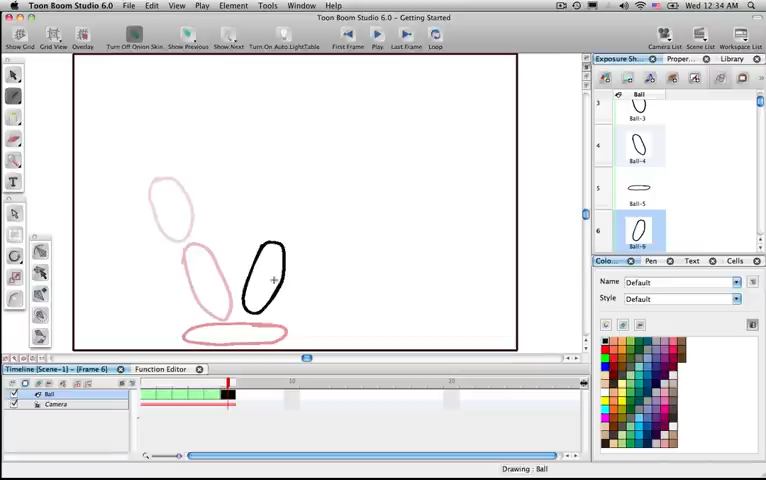 Toon Boom Studio 6.0 File Edit View Play Element Tools Window Help Wed 12:34 AM
Toon Boom Studio 6.0 - Getting Started
Show Grid Grid View Overlay Turn Off Onion Skin Show Previous Show Next Turn On Auto LightTable First Frame Play Last Frame Loop Camera List Scene List Workspace List
Exposure Sh... Proper... Library
Ball
3 Ball-3
4 Ball-4
5 Ball-5
6 Ball-6
Colo... Pen Text Cells
Name Default
Style Default
Timeline [Scene-1] [Frame 6] Function Editor
10 20
Ball
Camera
Drawing : Ball
T